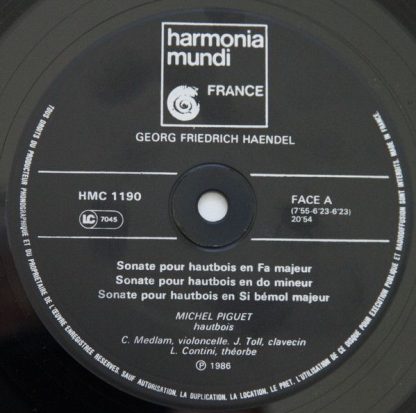 harmonia
mundi
FRANCE
GEORG FRIEDRICH HAENDEL
HMC 1190
LC 7045
FACE A
(7'55-6'23-6'23)
20'54
Sonate pour hautbois en Fa majeur
Sonate pour hautbois en do mineur
Sonate pour hautbois en Si bémol majeur
MICHEL PIGUET
hautbois
C. Medlam, violoncelle. J. Toll, clavecin
L. Contini, théorbe
Ⓟ 1986
TOUS DROITS DU PRODUCTEUR PHONOGRAPHIQUE ET DU PROPRIETAIRE DE L'ŒUVRE ENREGISTREE RESERVES. SAUF AUTORISATION, LA DUPLICATION, LA LOCATION, LE PRET, L'UTILISATION DE CE DISQUE POUR EXECUTION PUBLIQUE ET RADIODIFFUSION SONT INTERDITS. MADE IN FRANCE.